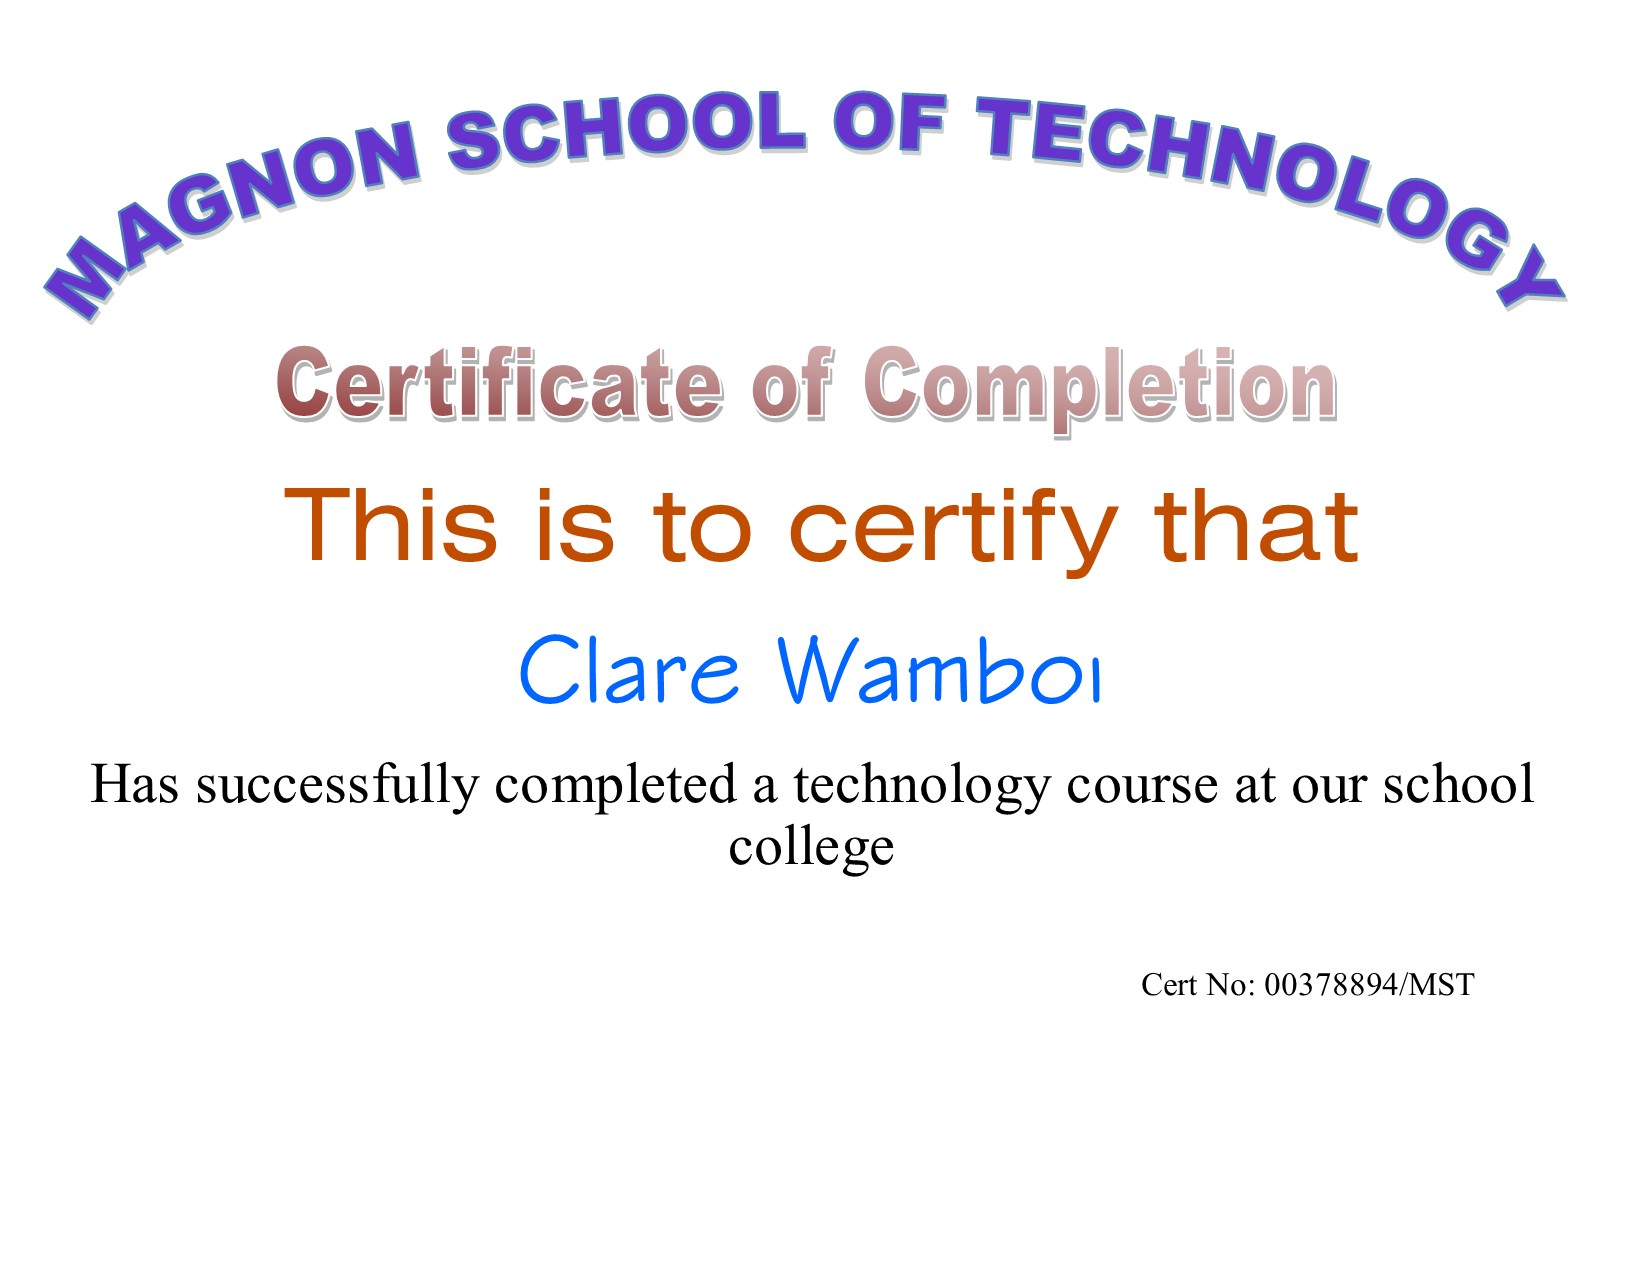 MAGNON SCHOOL OF TECHNOLOGY
Certificate of Completion
This is to certify that
Clare Wamboi
Has successfully completed a technology course at our school
college
Cert No: 00378894/MST